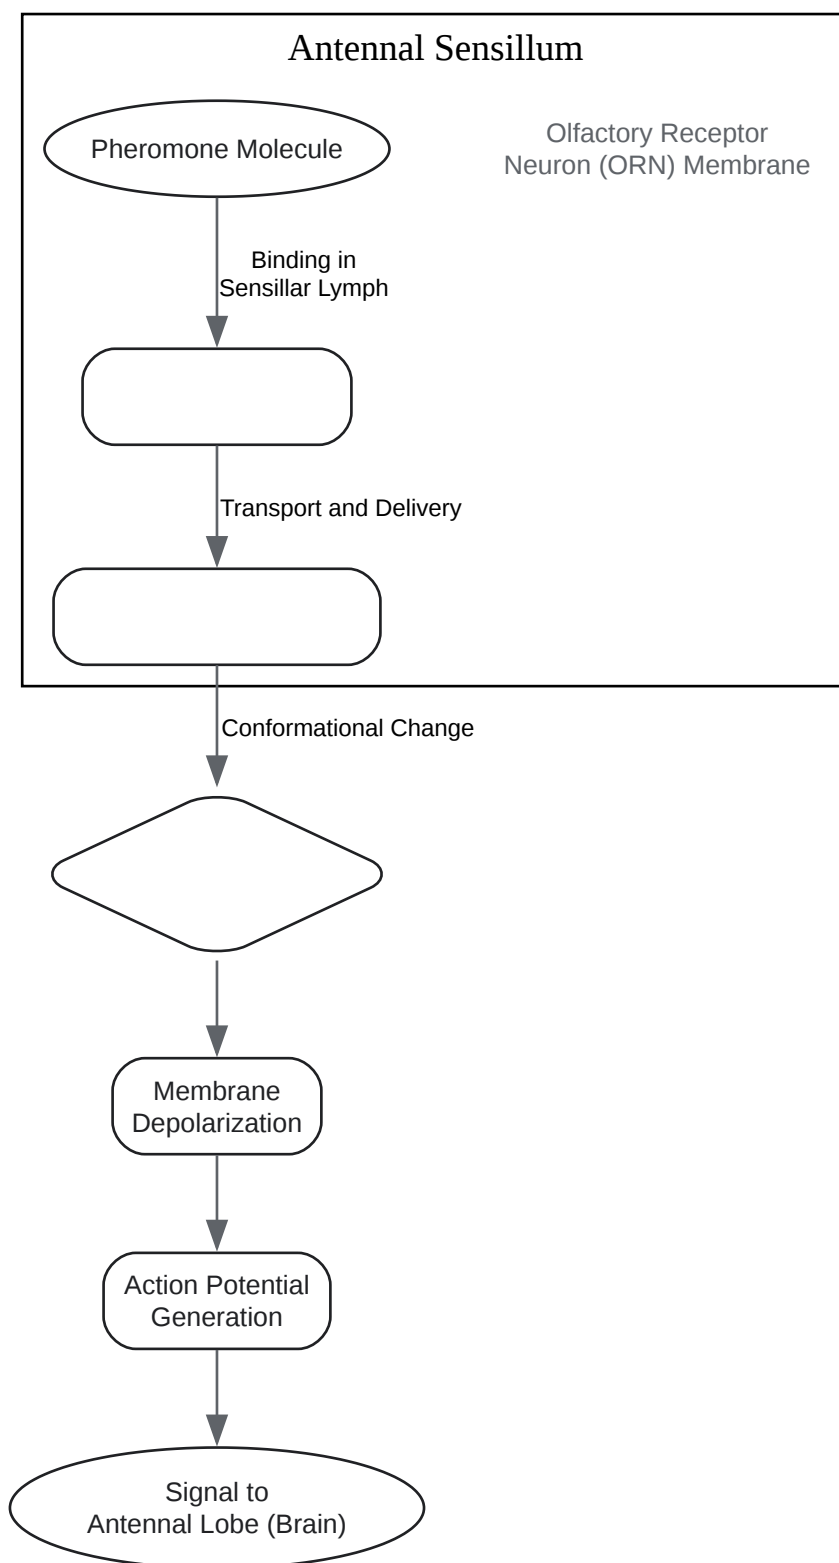 Antennal Sensillum
Pheromone Molecule
Olfactory Receptor
Neuron (ORN) Membrane
Binding in
Sensillar Lymph
Transport and Delivery
Conformational Change
Membrane
Depolarization
Action Potential
Generation
Signal to
Antennal Lobe (Brain)